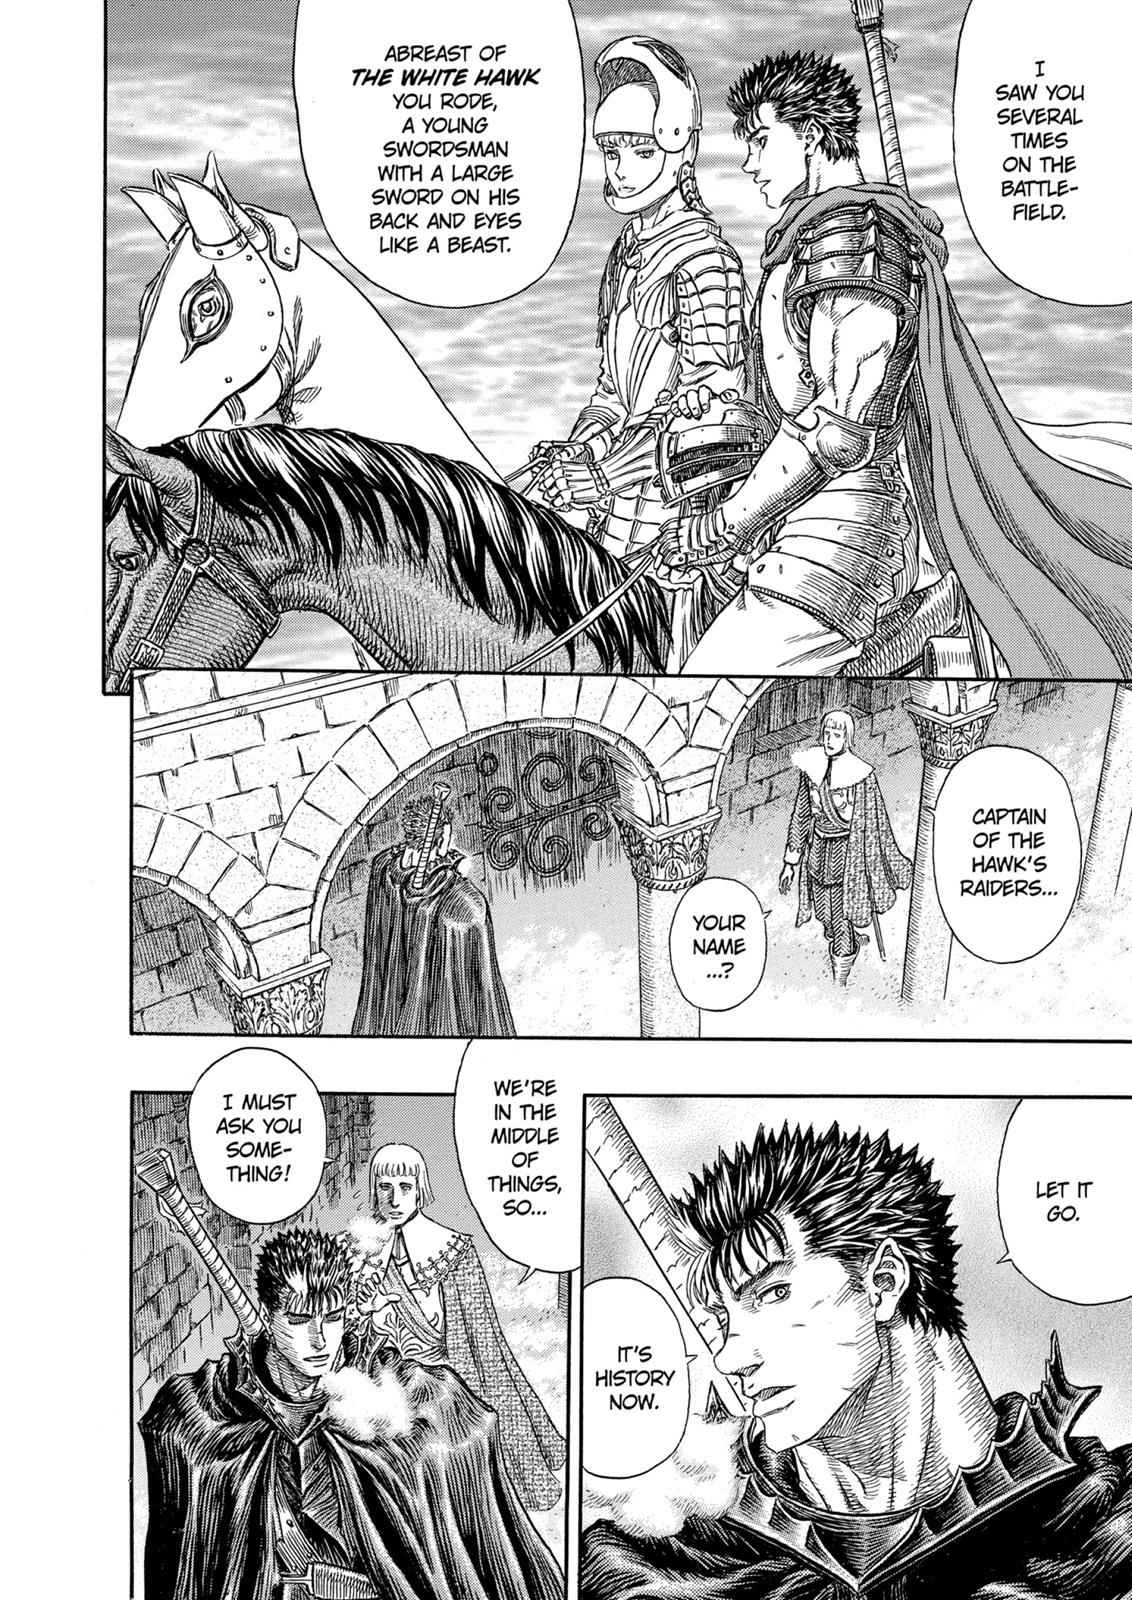 I
SAW YOU
SEVERAL
TIMES
ON THE
BATTLE-
FIELD.
ABREAST OF
THE WHITE HAWK
YOU RODE,
A YOUNG
SWORDSMAN
WITH A LARGE
SWORD ON HIS
BACK AND EYES
LIKE A BEAST.
CAPTAIN
OF THE
HAWK'S
RAIDERS...
YOUR
NAME
...?
LET IT
GO.
IT'S
HISTORY
NOW.
WE'RE
IN THE
MIDDLE
OF
THINGS,
SO...
I MUST
ASK YOU
SOME-
THING!